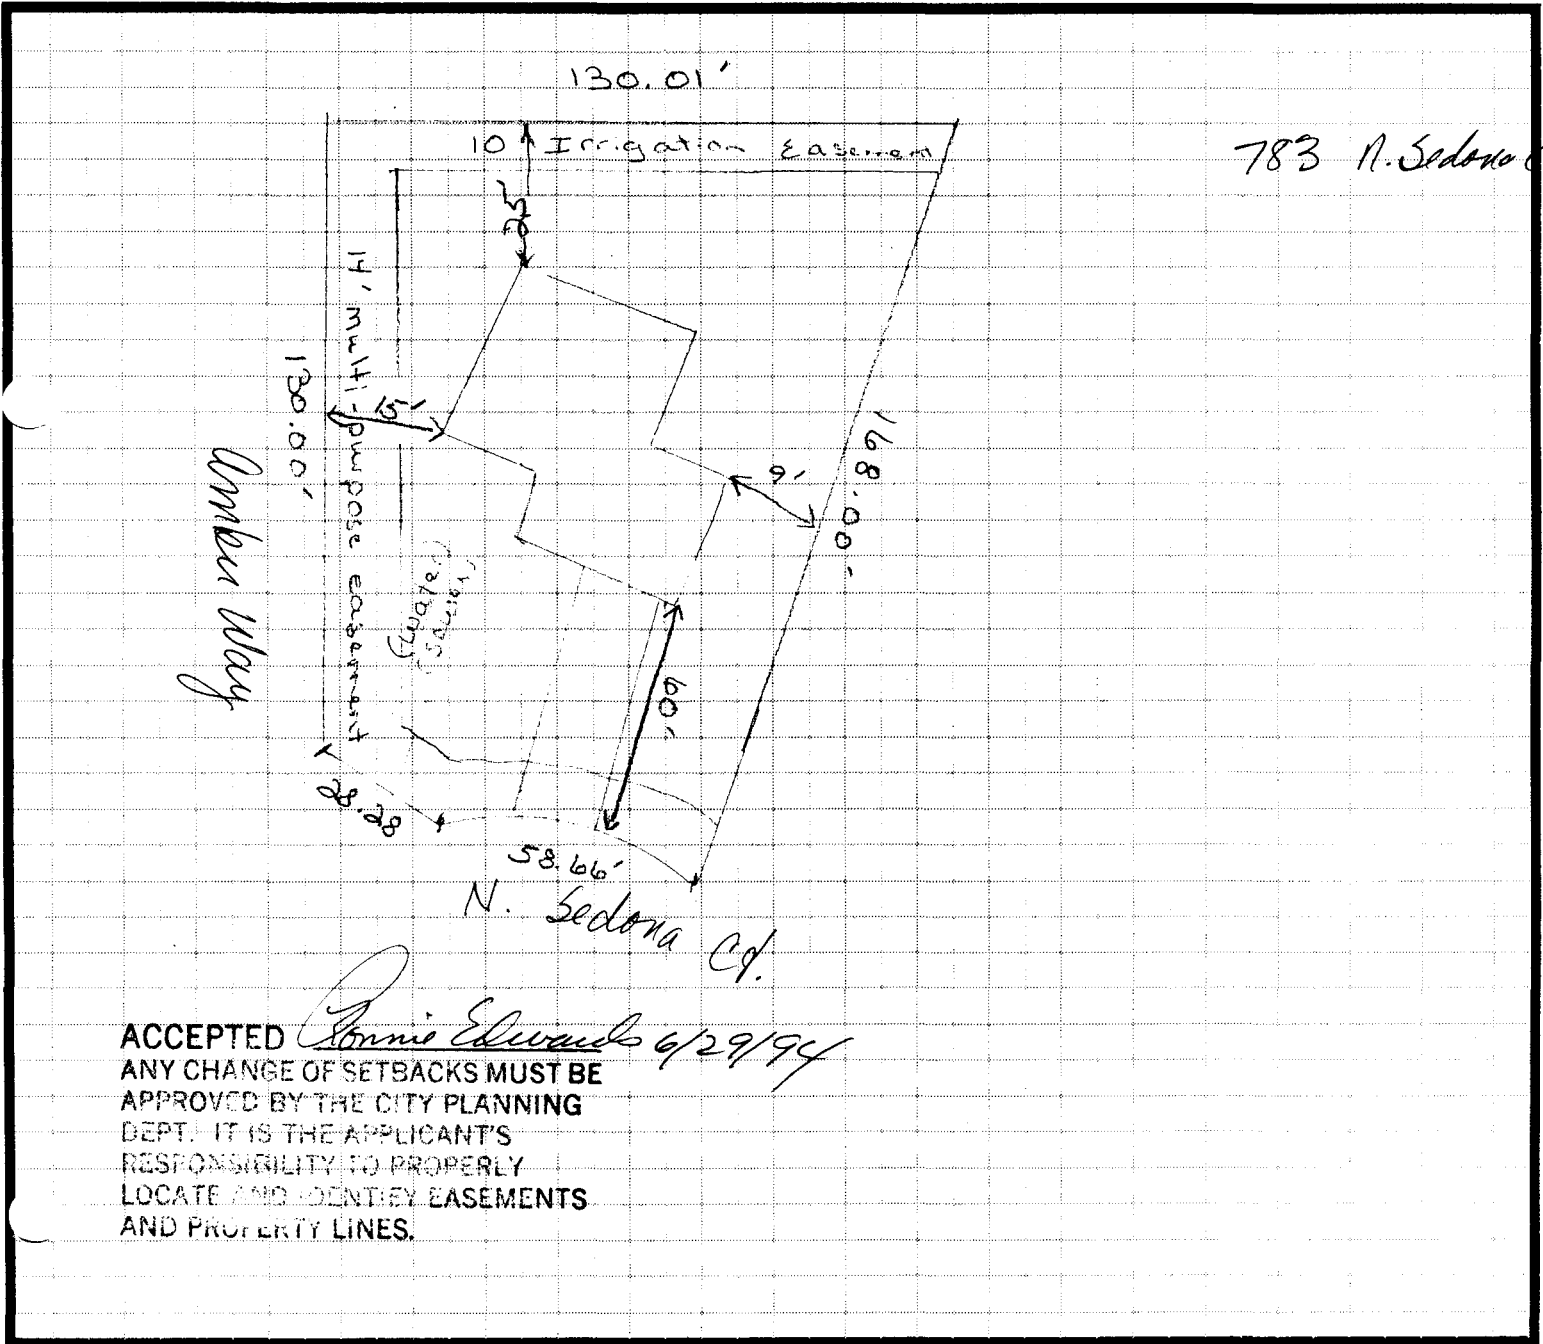 130.01'
10 Irrigation Easement
783 N. Sedona
25'
14' multi-purpose easement
130.00'
15'
Amber Way
168.00'
9'
(water
60'
28.28
58.66'
N. Sedona Ct.
ACCEPTED Ronnie Edwards 6/29/94
ANY CHANGE OF SETBACKS MUST BE
APPROVED BY THE CITY PLANNING
DEPT. IT IS THE APPLICANT'S
RESPONSIBILITY TO PROPERLY
LOCATE AND IDENTIFY EASEMENTS
AND PROPERTY LINES.